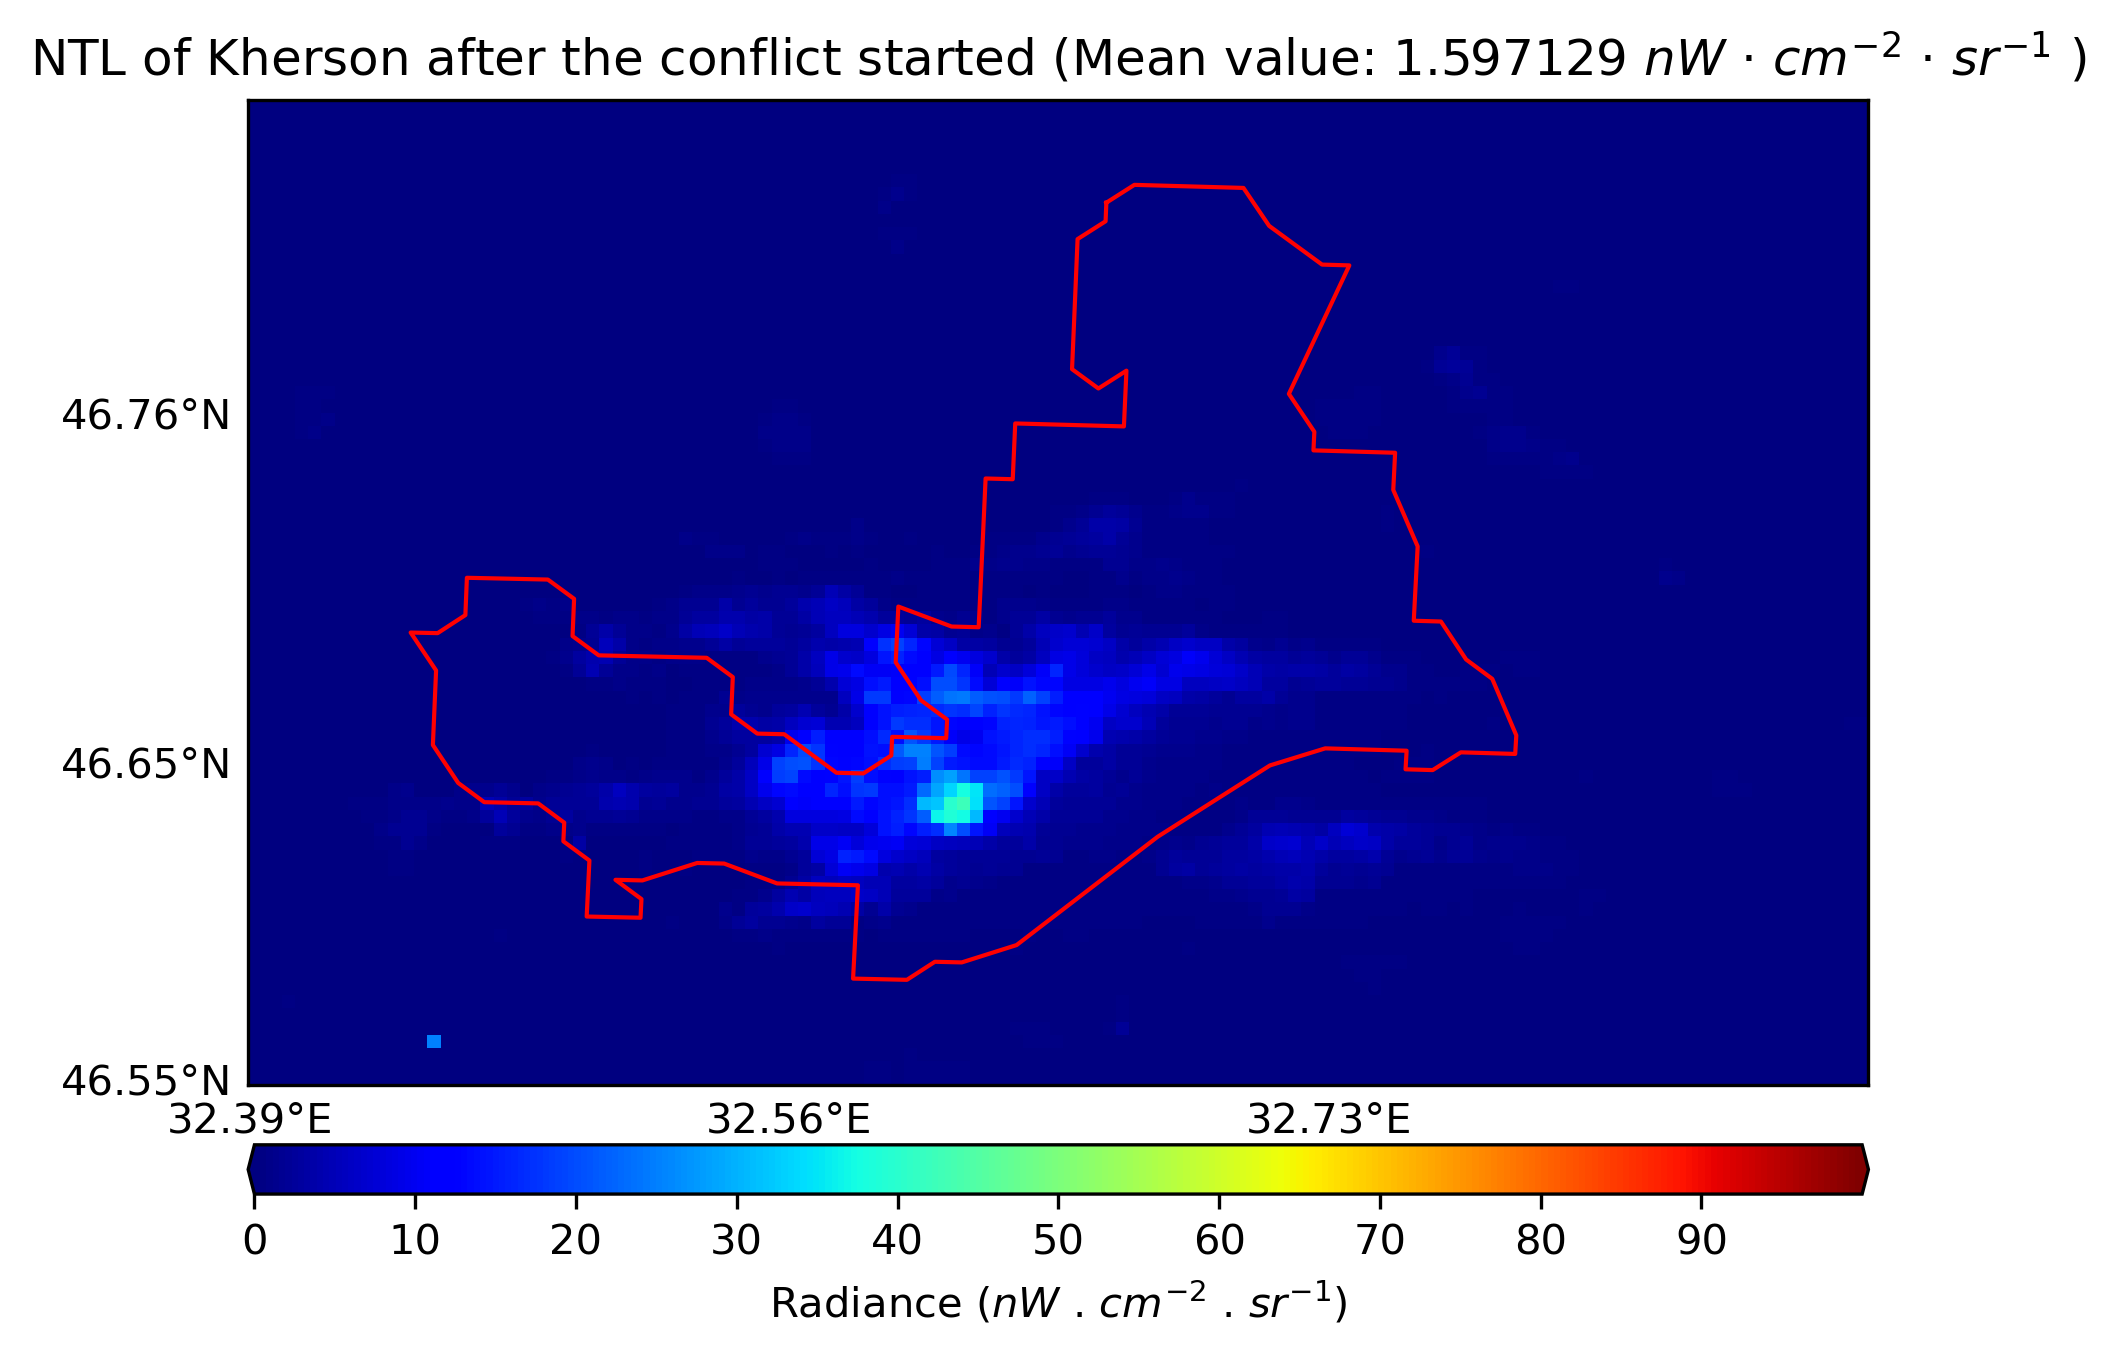 NTL of Kherson after the conflict started (Mean value: 1.597129 nW · cm⁻² · sr⁻¹ )
46.76°N
46.65°N
46.55°N
32.39°E 32.56°E 32.73°E
0 10 20 30 40 50 60 70 80 90
Radiance (nW . cm⁻² . sr⁻¹)